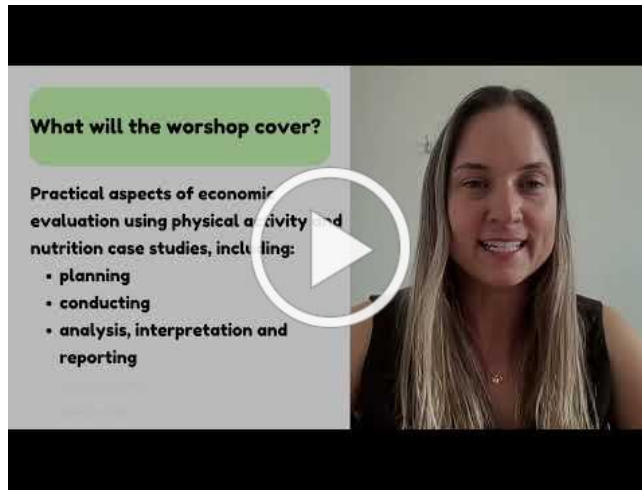 What will the worshop cover?
Practical aspects of economic
evaluation using physical activity and
nutrition case studies, including:
• planning
• conducting
• analysis, interpretation and
reporting